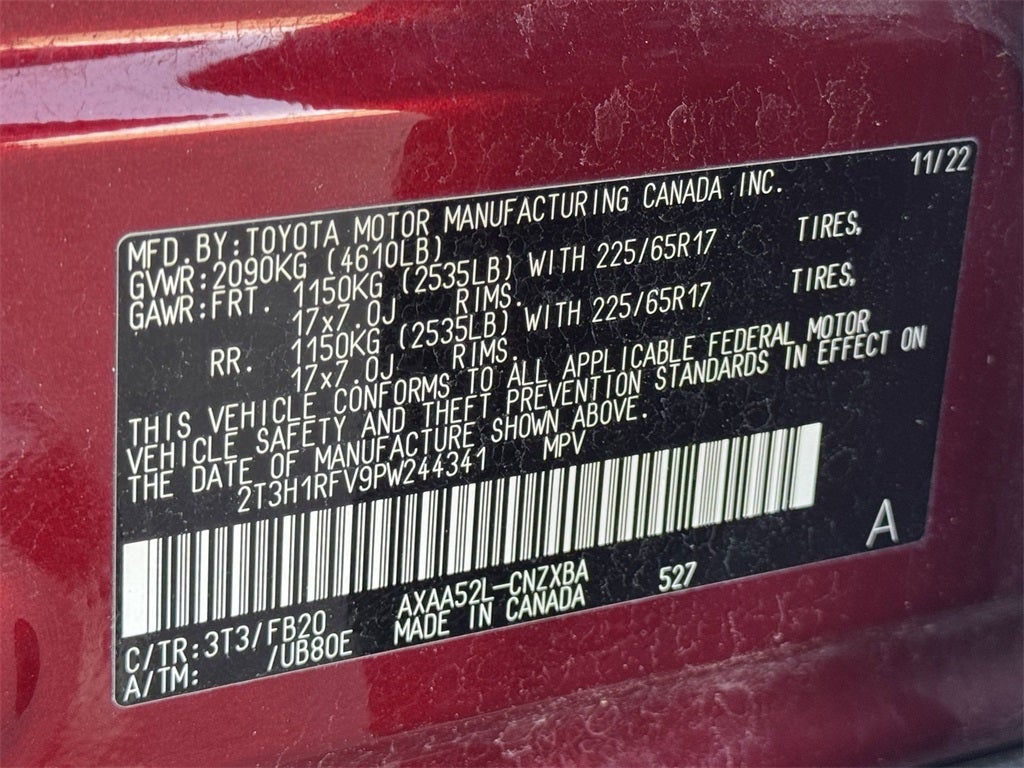 11/22
MFD.BY:TOYOTA MOTOR MANUFACTURING CANADA INC.
GVWR:2090KG (4610LB)
GAWR:FRT. 1150KG (2535LB) WITH 225/65R17 TIRES,
17x7.0J RIMS.
RR. 1150KG (2535LB) WITH 225/65R17 TIRES,
17x7.0J RIMS.
THIS VEHICLE CONFORMS TO ALL APPLICABLE FEDERAL MOTOR
VEHICLE SAFETY AND THEFT PREVENTION STANDARDS IN EFFECT ON
THE DATE OF MANUFACTURE SHOWN ABOVE.
2T3H1RFV9PW244341 MPV
A
C/TR:3T3/FB20 AXAA52L-CNZXBA 527
A/TM: /UB80E MADE IN CANADA